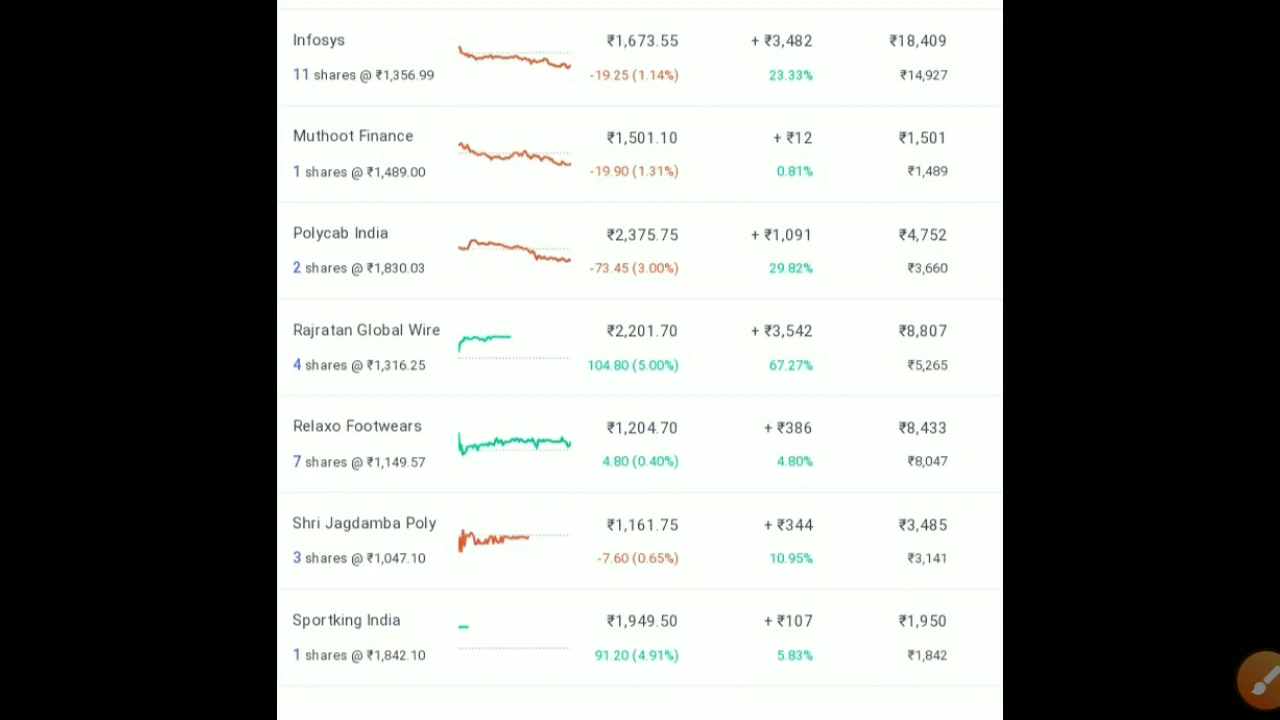 Infosys ₹1,673.55 + ₹3,482 ₹18,409
11 shares @ ₹1,356.99 -19.25 (1.14%) 23.33% ₹14,927
Muthoot Finance ₹1,501.10 + ₹12 ₹1,501
1 shares @ ₹1,489.00 -19.90 (1.31%) 0.81% ₹1,489
Polycab India ₹2,375.75 + ₹1,091 ₹4,752
2 shares @ ₹1,830.03 -73.45 (3.00%) 29.82% ₹3,660
Rajratan Global Wire ₹2,201.70 + ₹3,542 ₹8,807
4 shares @ ₹1,316.25 104.80 (5.00%) 67.27% ₹5,265
Relaxo Footwears ₹1,204.70 + ₹386 ₹8,433
7 shares @ ₹1,149.57 4.80 (0.40%) 4.80% ₹8,047
Shri Jagdamba Poly ₹1,161.75 + ₹344 ₹3,485
3 shares @ ₹1,047.10 -7.60 (0.65%) 10.95% ₹3,141
Sportking India ₹1,949.50 + ₹107 ₹1,950
1 shares @ ₹1,842.10 91.20 (4.91%) 5.83% ₹1,842